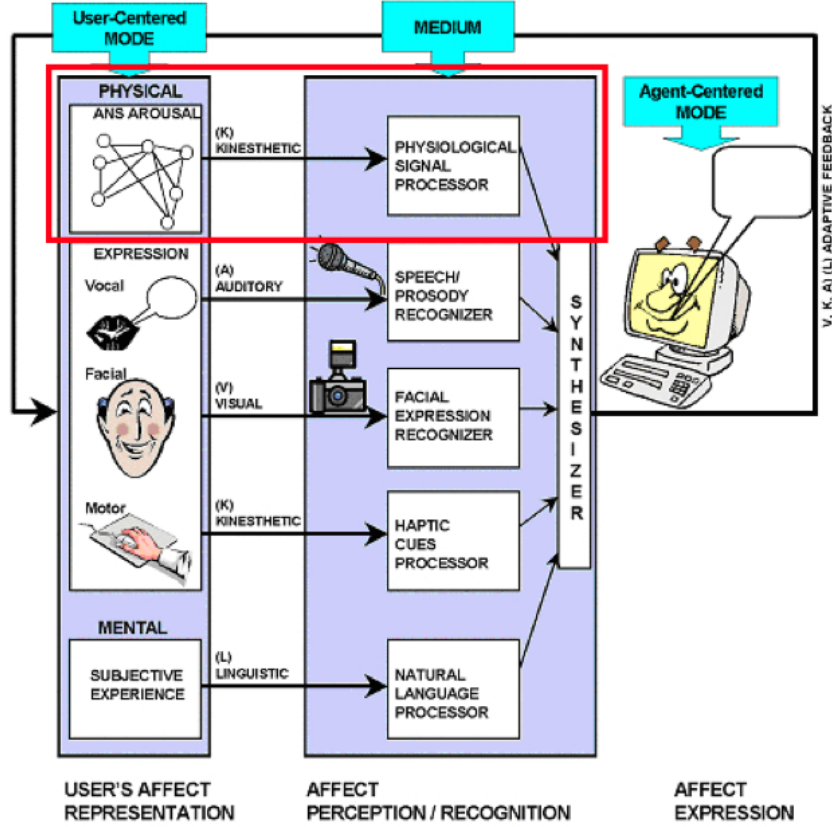 User-Centered
MODE
MEDIUM
Agent-Centered
MODE
PHYSICAL
ANS AROUSAL
(K)
KINESTHETIC
PHYSIOLOGICAL
SIGNAL
PROCESSOR
EXPRESSION
Vocal
(A)
AUDITORY
SPEECH/
PROSODY
RECOGNIZER
Facial
(V)
VISUAL
FACIAL
EXPRESSION
RECOGNIZER
Motor
(K)
KINESTHETIC
HAPTIC
CUES
PROCESSOR
MENTAL
SUBJECTIVE
EXPERIENCE
(L)
LINGUISTIC
NATURAL
LANGUAGE
PROCESSOR
SYNTHESIZER
V, K, A) (L) ADAPTIVE FEEDBACK
USER'S AFFECT
REPRESENTATION
AFFECT
PERCEPTION / RECOGNITION
AFFECT
EXPRESSION